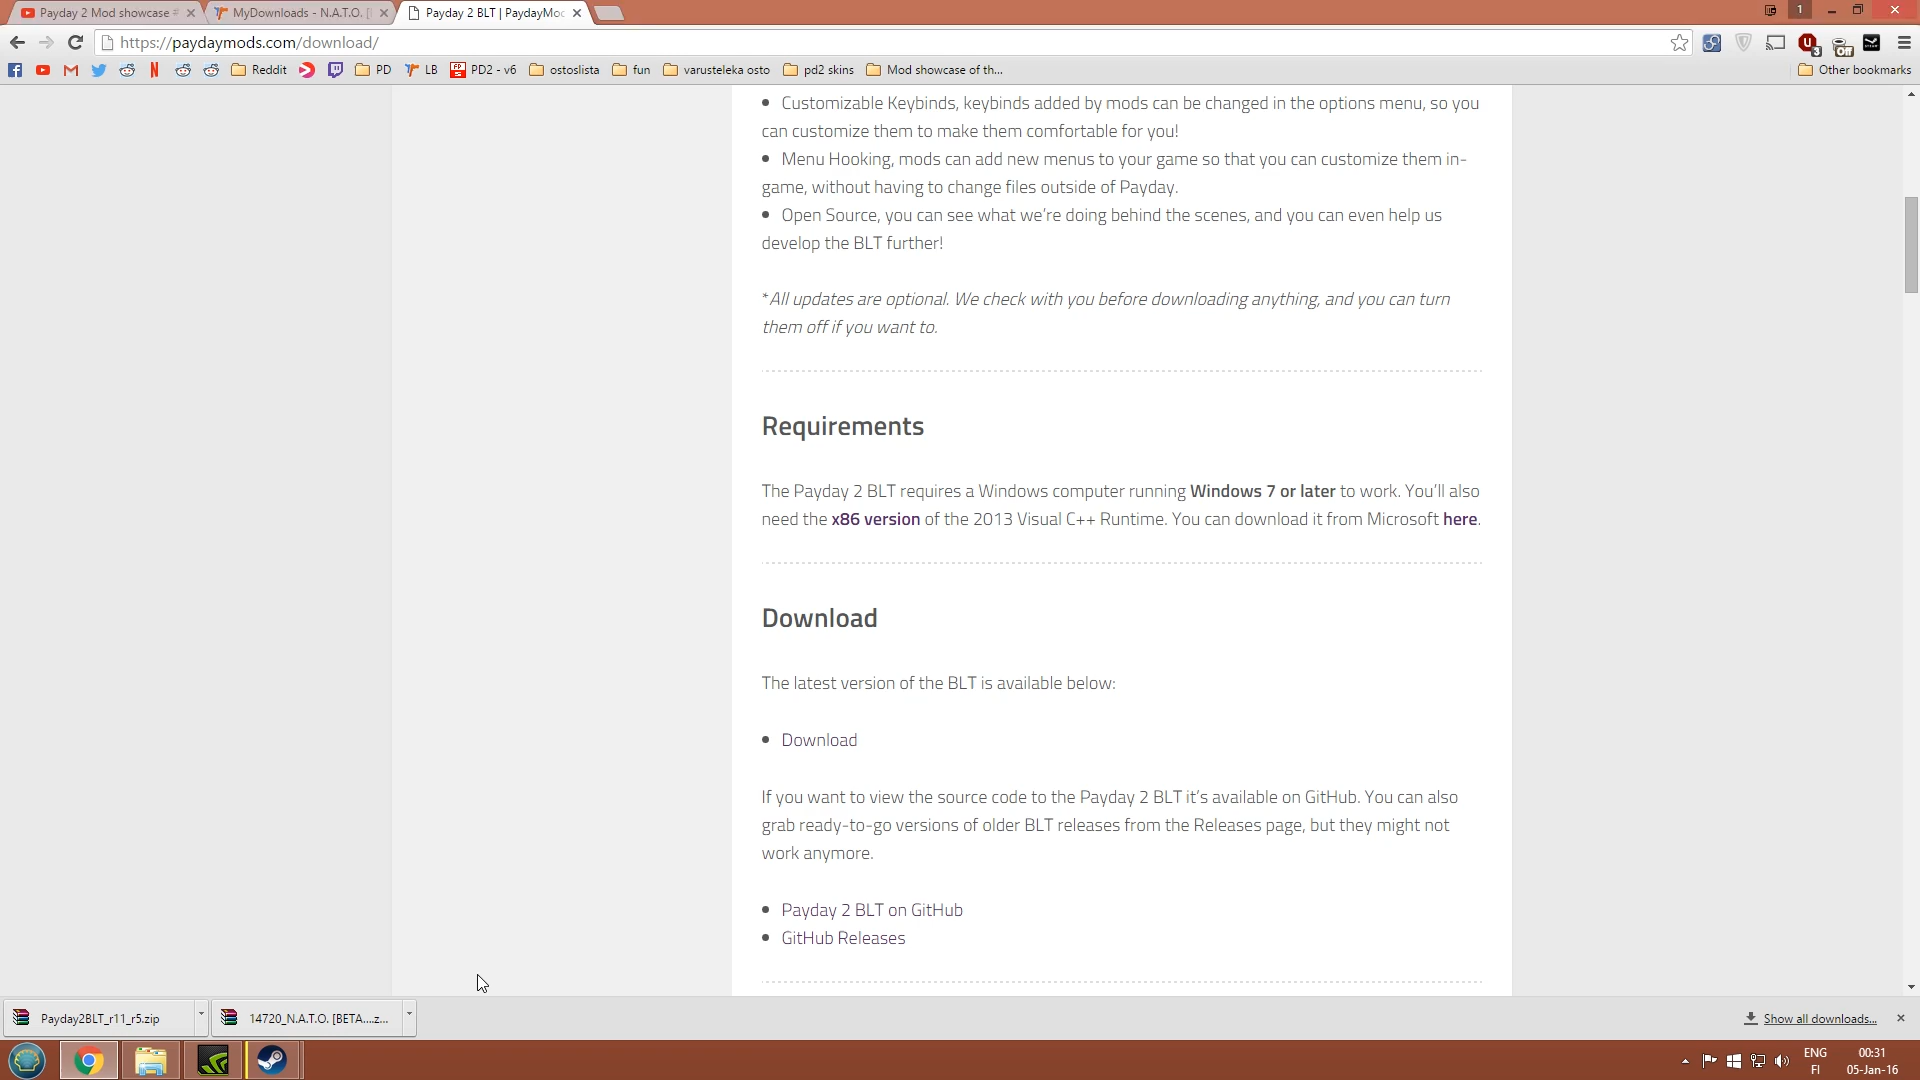 Payday 2 Mod showcase #
MyDownloads - N.A.T.O. [
Payday 2 BLT | PaydayMod
1
https://paydaymods.com/download/
3
Off
Reddit
PD
LB
PD2 - v6
ostoslista
fun
varusteleka osto
pd2 skins
Mod showcase of th...
Other bookmarks
• Customizable Keybinds, keybinds added by mods can be changed in the options menu, so you
can customize them to make them comfortable for you!
• Menu Hooking, mods can add new menus to your game so that you can customize them in-
game, without having to change files outside of Payday.
• Open Source, you can see what we're doing behind the scenes, and you can even help us
develop the BLT further!
*All updates are optional. We check with you before downloading anything, and you can turn
them off if you want to.
Requirements
The Payday 2 BLT requires a Windows computer running Windows 7 or later to work. You'll also
need the x86 version of the 2013 Visual C++ Runtime. You can download it from Microsoft here.
Download
The latest version of the BLT is available below:
• Download
If you want to view the source code to the Payday 2 BLT it's available on GitHub. You can also
grab ready-to-go versions of older BLT releases from the Releases page, but they might not
work anymore.
• Payday 2 BLT on GitHub
• GitHub Releases
Payday2BLT_r11_r5.zip
14720_N.A.T.O. [BETA....z...
Show all downloads...
ENG
FI
00:31
05-Jan-16